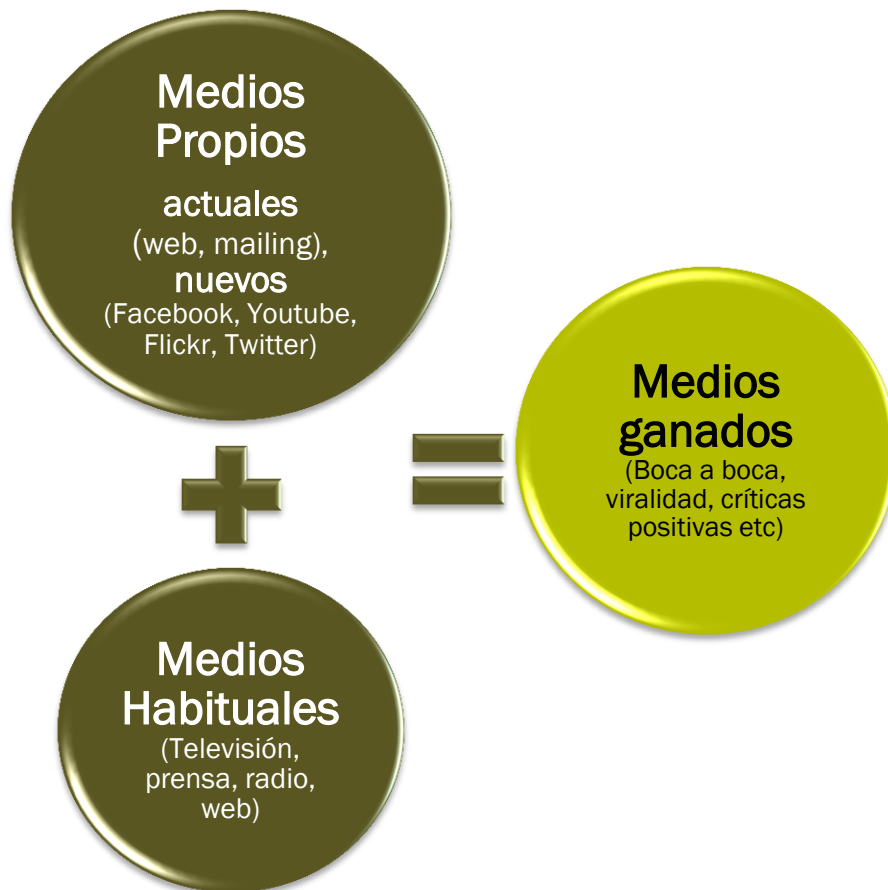 Medios
Propios
actuales
(web, mailing),
nuevos
(Facebook, Youtube,
Flickr, Twitter)
Medios
ganados
(Boca a boca,
viralidad, críticas
positivas etc)
Medios
Habituales
(Televisión,
prensa, radio,
web)